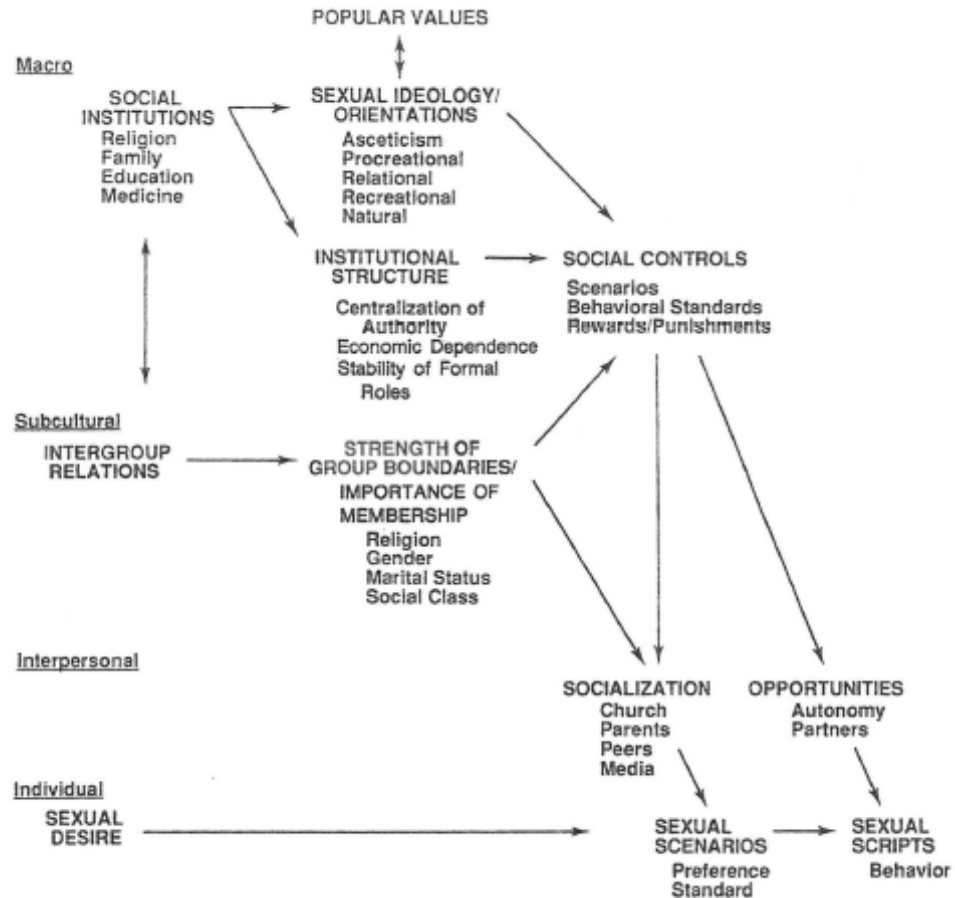 POPULAR VALUES
Macro
SOCIAL
INSTITUTIONS
Religion
Family
Education
Medicine
SEXUAL IDEOLOGY/
ORIENTATIONS
Asceticism
Procreational
Relational
Recreational
Natural
INSTITUTIONAL
STRUCTURE
Centralization of
Authority
Economic Dependence
Stability of Formal
Roles
SOCIAL CONTROLS
Scenarios
Behavioral Standards
Rewards/Punishments
Subcultural
INTERGROUP
RELATIONS
STRENGTH OF
GROUP BOUNDARIES/
IMPORTANCE OF
MEMBERSHIP
Religion
Gender
Marital Status
Social Class
Interpersonal
SOCIALIZATION
Church
Parents
Peers
Media
OPPORTUNITIES
Autonomy
Partners
Individual
SEXUAL
DESIRE
SEXUAL
SCENARIOS
Preference
Standard
SEXUAL
SCRIPTS
Behavior